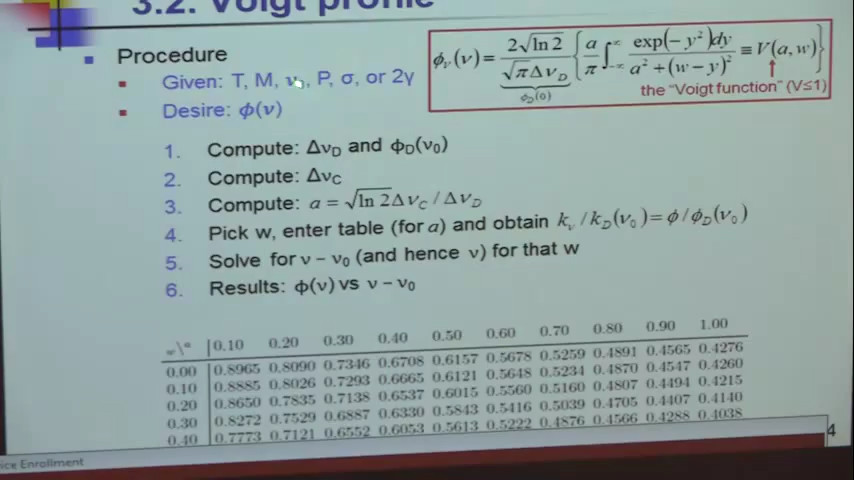 3.2. Voigt profile
Procedure
Given: T, M, ν₀, P, σ, or 2γ
Desire: φ(ν)
φᵥ(ν) = 2√ln 2 / √π Δν_D { a/π ∫_{-∞}^{∞} exp(−y²)dy / a² + (w − y)² ≡ V(a, w) }
φ_D(0)
the "Voigt function" (V≤1)
1. Compute: Δν_D and φ_D(ν₀)
2. Compute: Δν_C
3. Compute: a = √ln 2 Δν_C / Δν_D
4. Pick w, enter table (for a) and obtain kᵥ / k_D(ν₀) = φ / φ_D(ν₀)
5. Solve for ν – ν₀ (and hence ν) for that w
6. Results: φ(ν) vs ν – ν₀
w\a 0.10 0.20 0.30 0.40 0.50 0.60 0.70 0.80 0.90 1.00
0.00 0.8965 0.8090 0.7346 0.6708 0.6157 0.5678 0.5259 0.4891 0.4565 0.4276
0.10 0.8885 0.8026 0.7293 0.6665 0.6121 0.5648 0.5234 0.4870 0.4547 0.4260
0.20 0.8650 0.7835 0.7138 0.6537 0.6015 0.5560 0.5160 0.4807 0.4494 0.4215
0.30 0.8272 0.7529 0.6887 0.6330 0.5843 0.5416 0.5039 0.4705 0.4407 0.4140
0.40 0.7773 0.7121 0.6552 0.6053 0.5613 0.5222 0.4876 0.4566 0.4288 0.4038
4
ice Enrollment